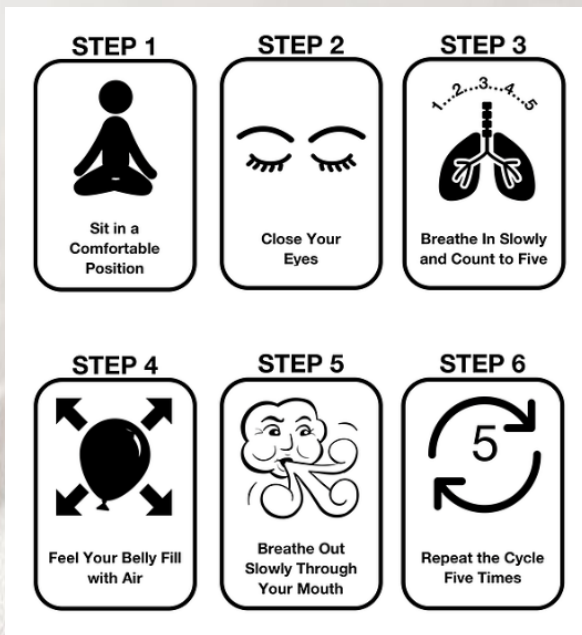 STEP 1
Sit in a
Comfortable
Position
STEP 2
Close Your
Eyes
STEP 3
1...2...3...4...5
Breathe In Slowly
and Count to Five
STEP 4
Feel Your Belly Fill
with Air
STEP 5
Breathe Out
Slowly Through
Your Mouth
STEP 6
5
Repeat the Cycle
Five Times